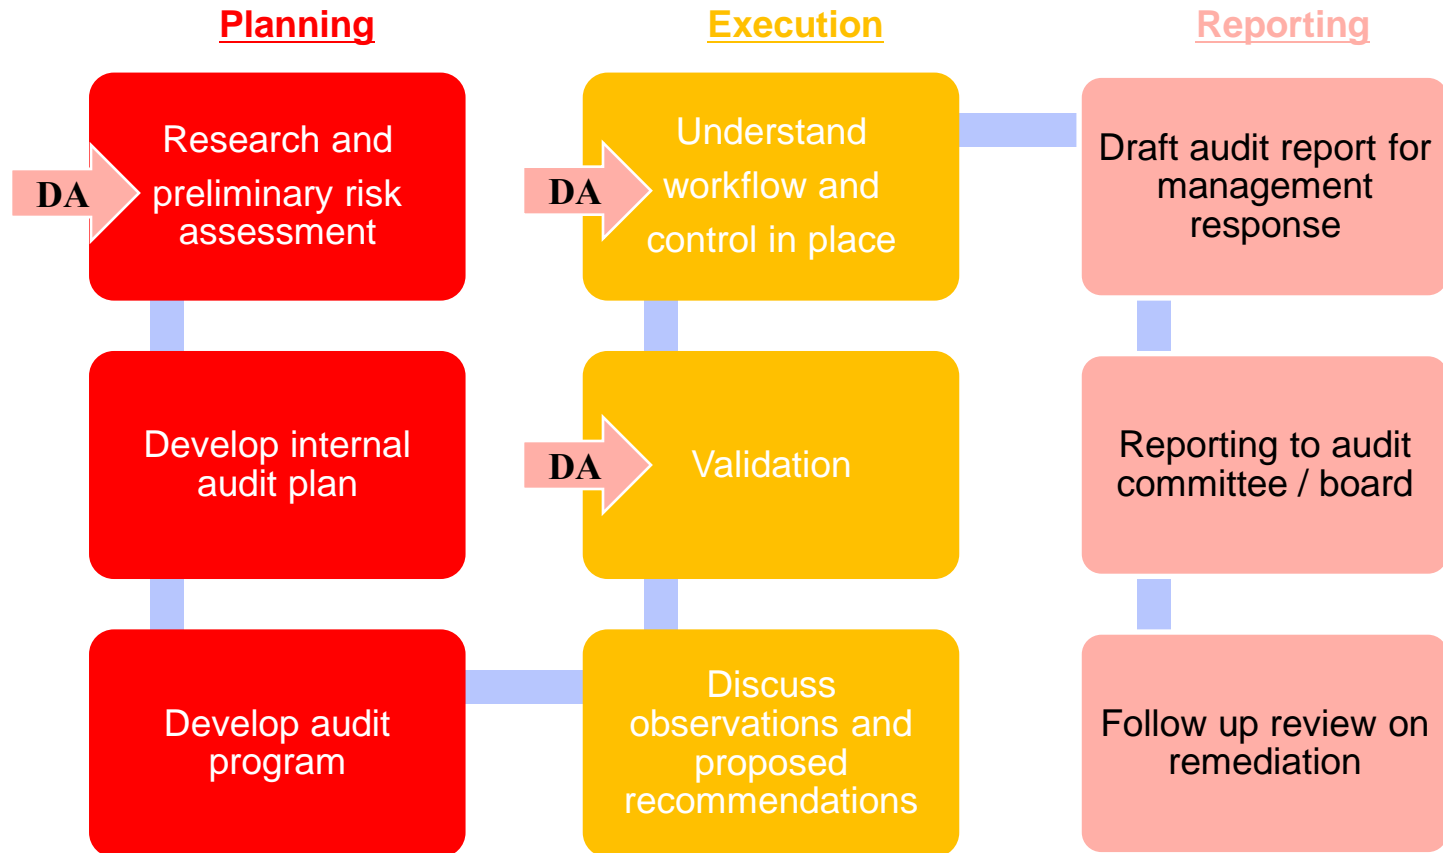 Planning
Execution
Reporting
DA
Research and
preliminary risk
assessment
Develop internal
audit plan
Develop audit
program
DA
Understand
workflow and
control in place
DA
Validation
Discuss
observations and
proposed
recommendations
Draft audit report for
management
response
Reporting to audit
committee / board
Follow up review on
remediation